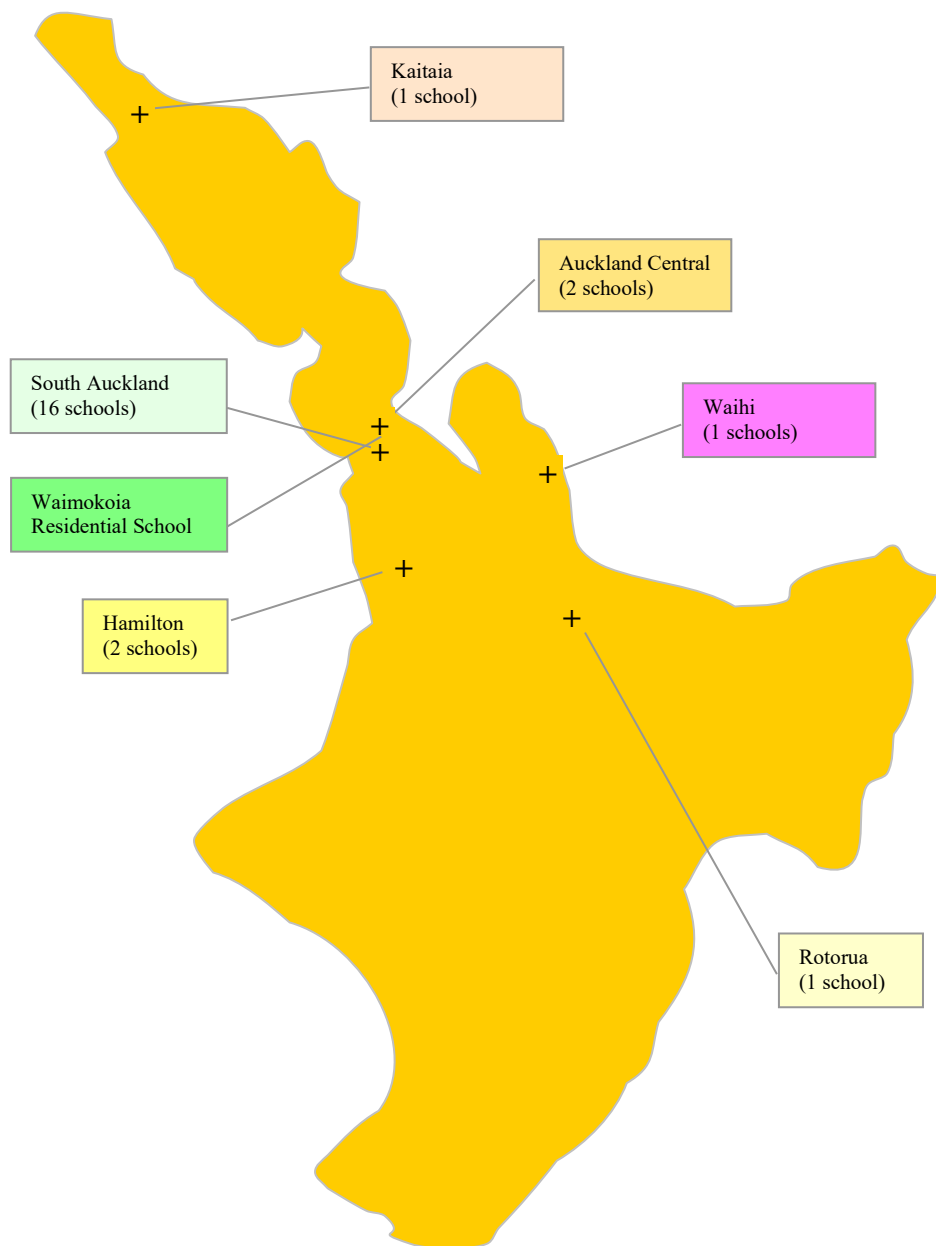 Kaitaia
(1 school)
Auckland Central
(2 schools)
South Auckland
(16 schools)
Waihi
(1 schools)
Waimokoia
Residential School
Hamilton
(2 schools)
Rotorua
(1 school)